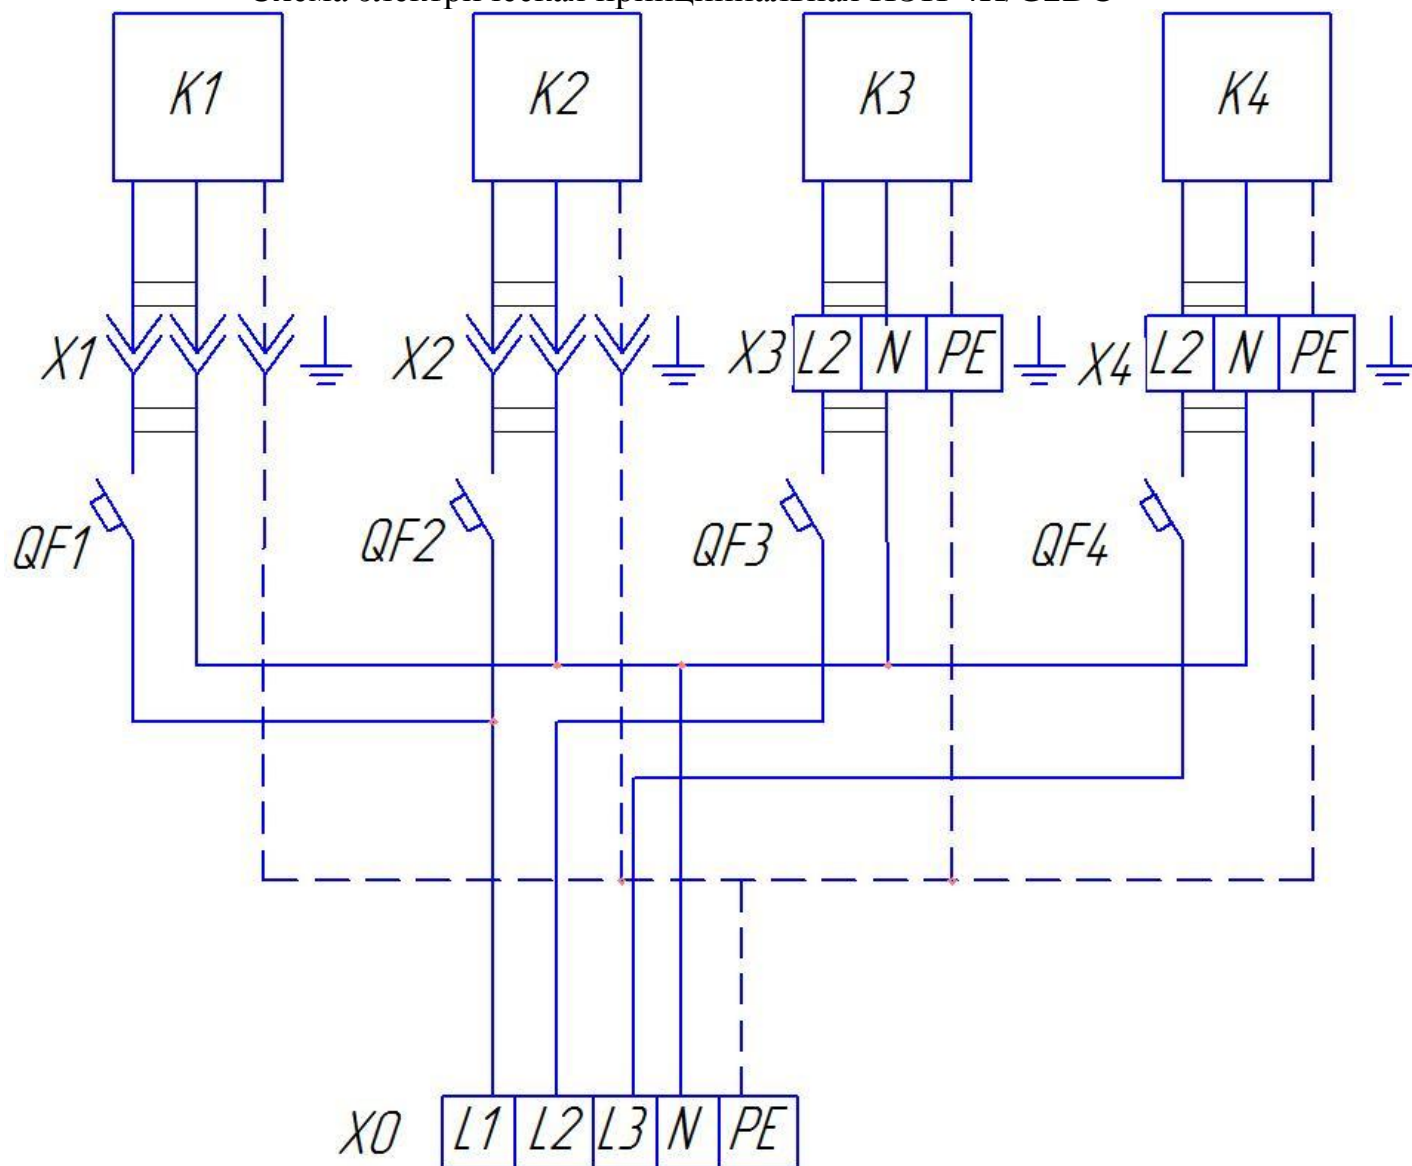 K1 K2 K3 K4
X1 X2 X3 L2 N PE X4 L2 N PE
QF1 QF2 QF3 QF4
X0 L1 L2 L3 N PE